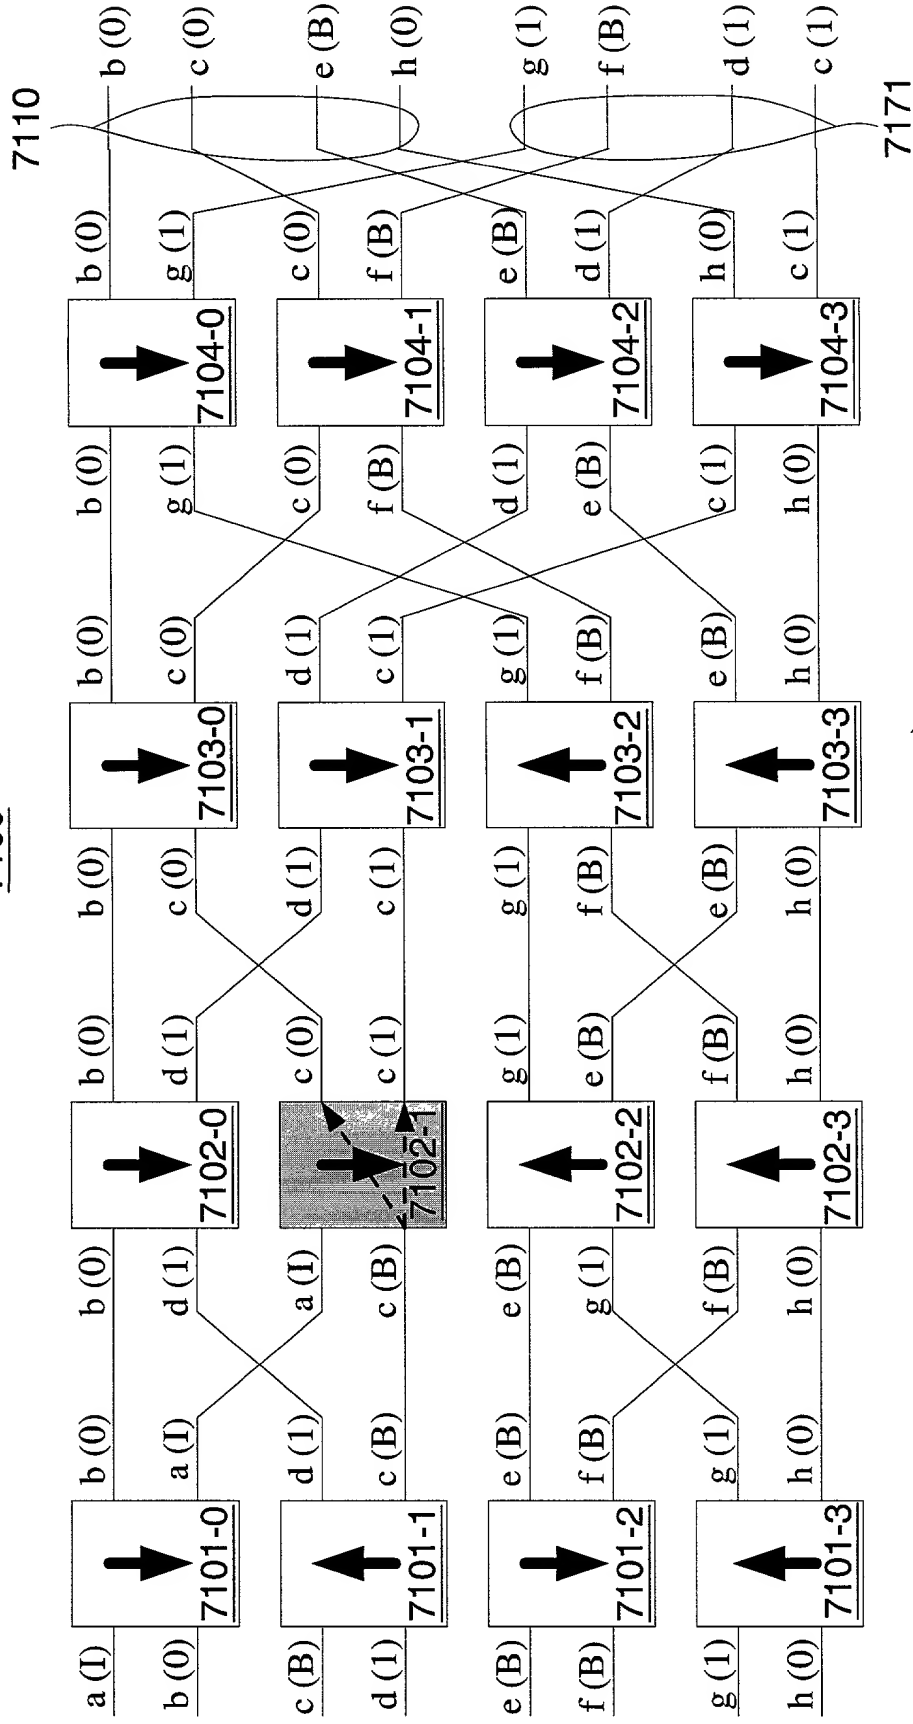 7110
a (I) b (0) b (0) b (0) b (0) b (0) b (0) b (0) b (0)
b (0) a (I) d (1) d (1) c (0) c (0) g (1) g (1) c (0)
7101-0 7102-0 7103-0 7104-0
c (B) d (1) a (I) c (0) d (1) d (1) c (0) c (0) e (B)
d (1) c (B) c (B) c (1) c (1) c (1) f (B) f (B) h (0)
7101-1 7102-1 7103-1 7104-1
e (B) e (B) e (B) g (1) g (1) g (1) d (1) e (B) g (1)
f (B) f (B) g (1) e (B) f (B) f (B) e (B) d (1) f (B)
7101-2 7102-2 7103-2 7104-2
g (1) g (1) f (B) f (B) e (B) e (B) c (1) h (0) d (1)
h (0) h (0) h (0) h (0) h (0) h (0) h (0) c (1) c (1)
7101-3 7102-3 7103-3 7104-3
7171